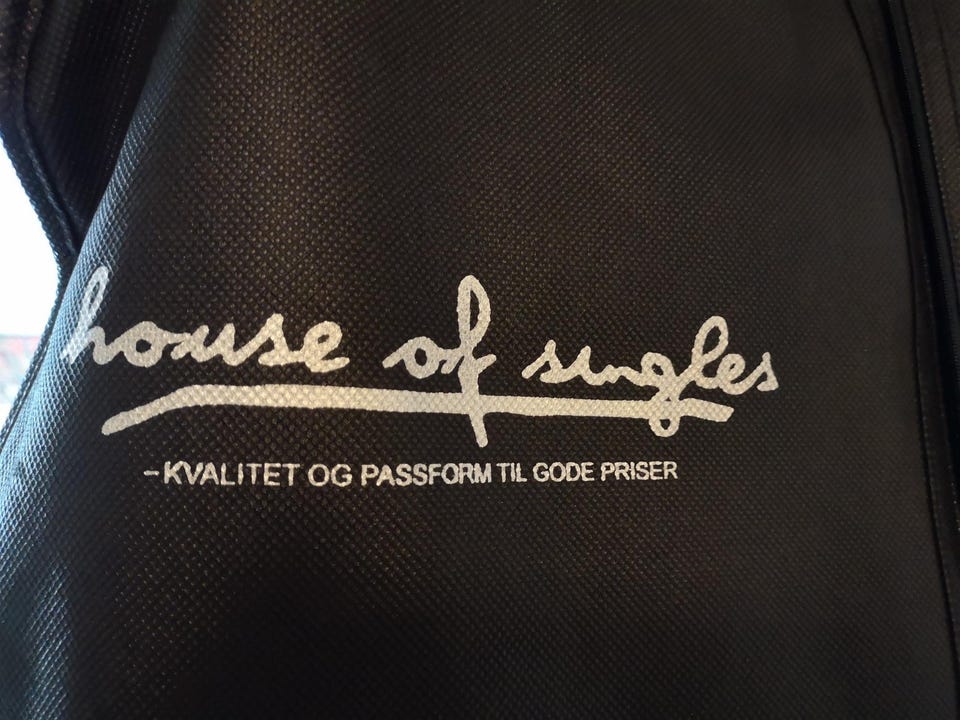 house of singles
-KVALITET OG PASSFORM TIL GODE PRISER